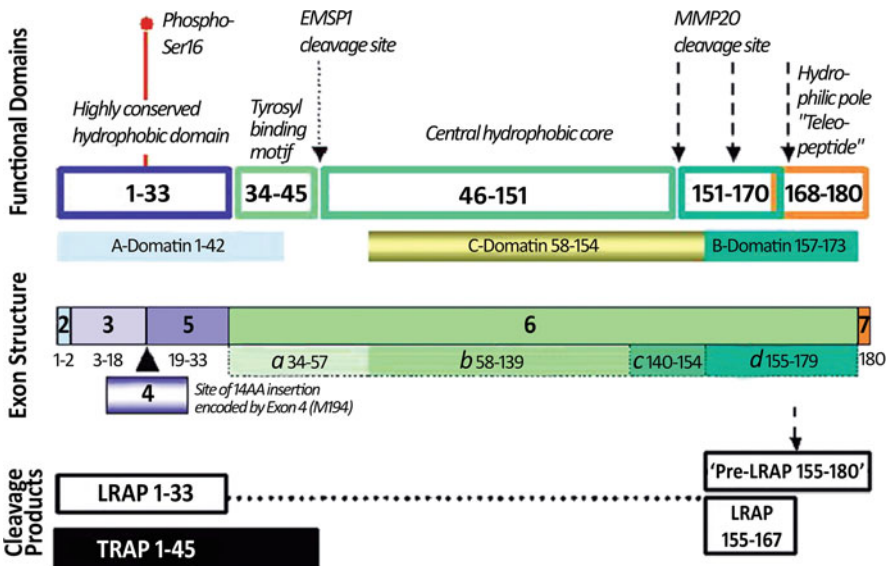 Functional Domains
Phospho-
Ser16
EMSP1
cleavage site
MMP20
cleavage site
Highly conserved
hydrophobic domain
Tyrosyl
binding
motif
Central hydrophobic core
Hydro-
philic pole
"Teleo-
peptide"
1-33
34-45
46-151
151-170
168-180
A-Domatin 1-42
C-Domatin 58-154
B-Domatin 157-173
Exon Structure
2
3
5
6
7
1-2
3-18
19-33
a 34-57
b 58-139
c 140-154
d 155-179
180
4
Site of 14AA insertion
encoded by Exon 4 (M194)
Cleavage
Products
LRAP 1-33
'Pre-LRAP 155-180'
LRAP
155-167
TRAP 1-45